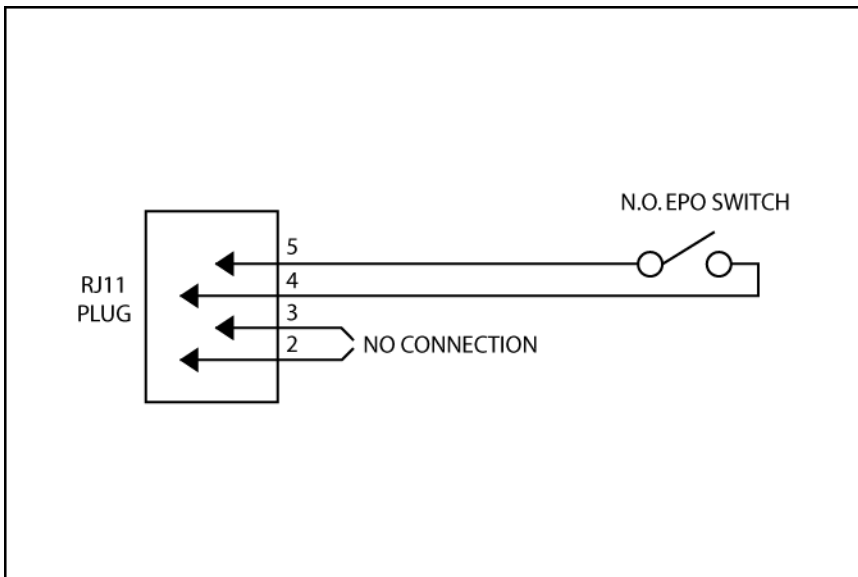 N.O. EPO SWITCH
5
4
3
2
RJ11
PLUG
NO CONNECTION